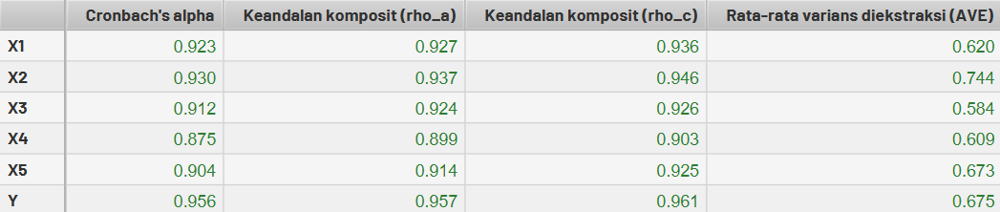 Cronbach's alpha Keandalan komposit (rho_a) Keandalan komposit (rho_c) Rata-rata varians diekstraksi (AVE)
X1 0.923 0.927 0.936 0.620
X2 0.930 0.937 0.946 0.744
X3 0.912 0.924 0.926 0.584
X4 0.875 0.899 0.903 0.609
X5 0.904 0.914 0.925 0.673
Y 0.956 0.957 0.961 0.675